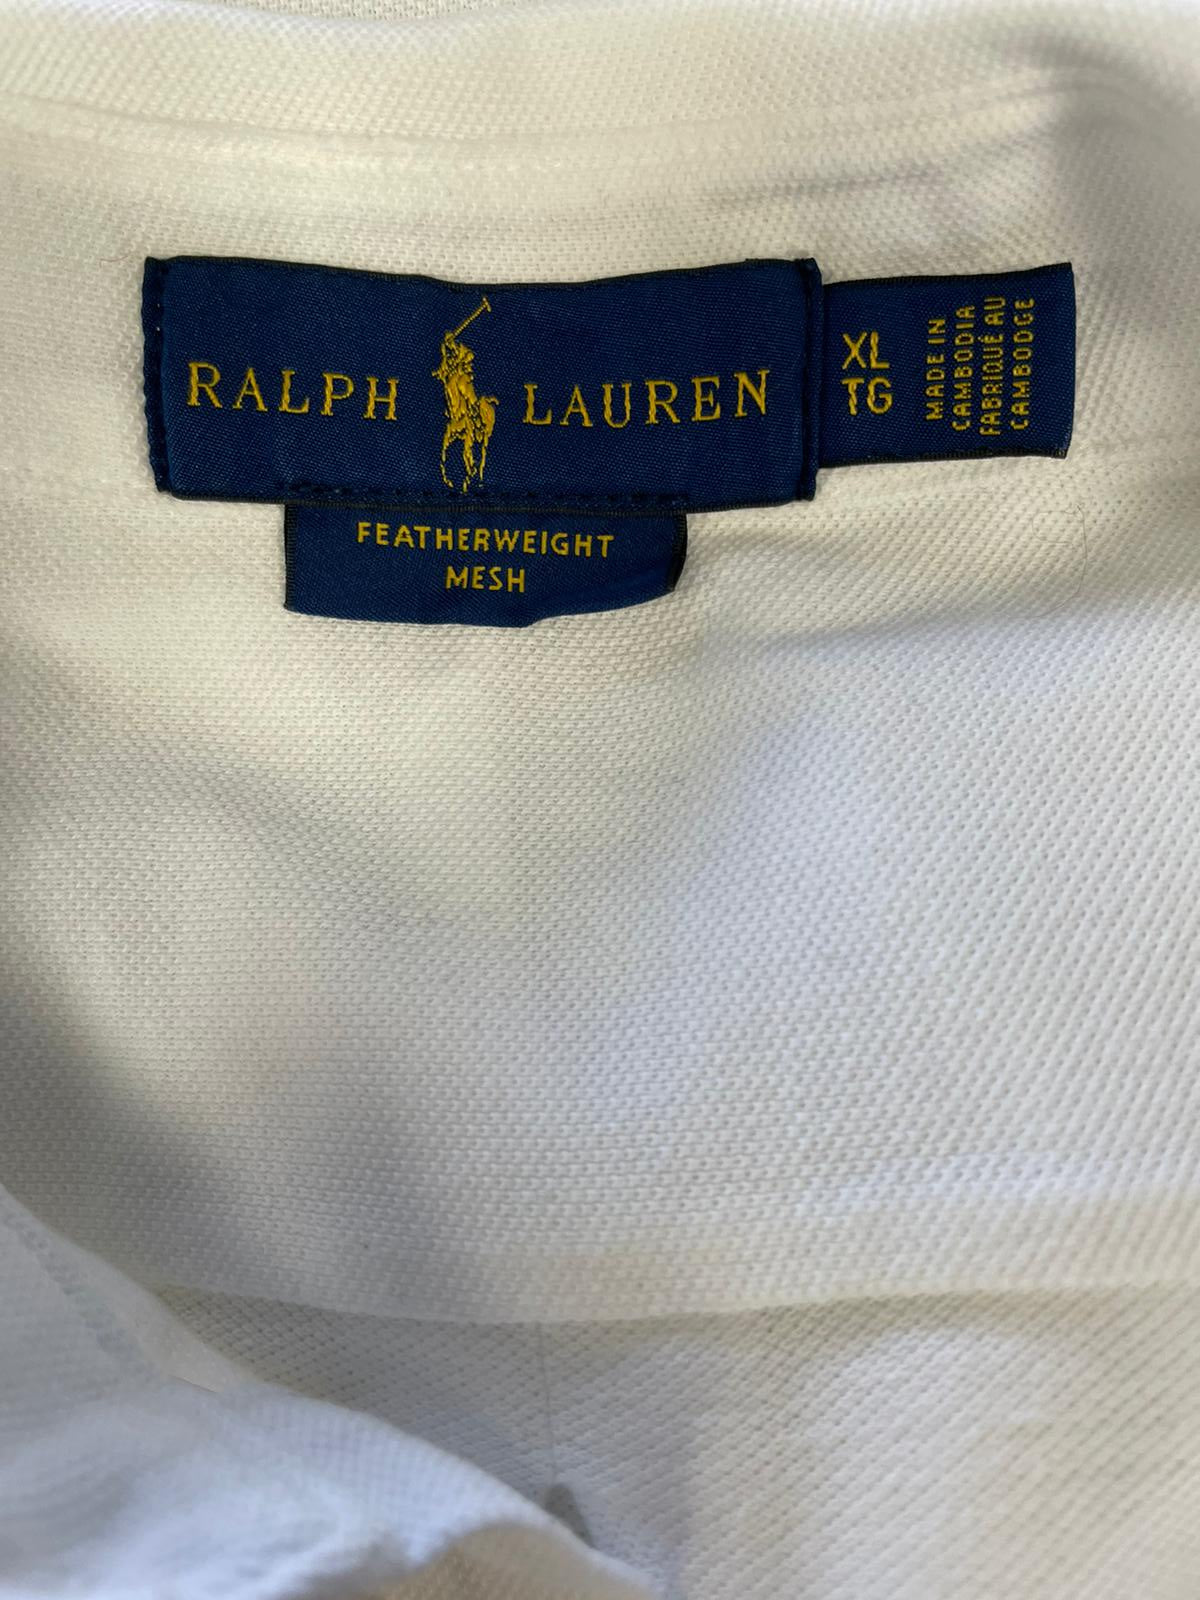 RALPH LAUREN
XL
TG
MADE IN
CAMBODIA
FABRIQUÉ AU
CAMBODGE
FEATHERWEIGHT
MESH